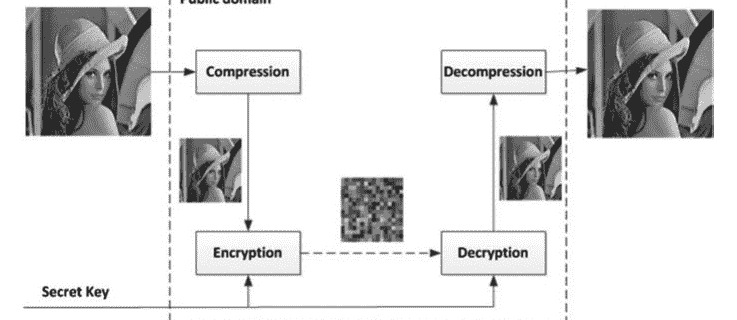 Public domain
Compression
Decompression
Encryption
Decryption
Secret Key